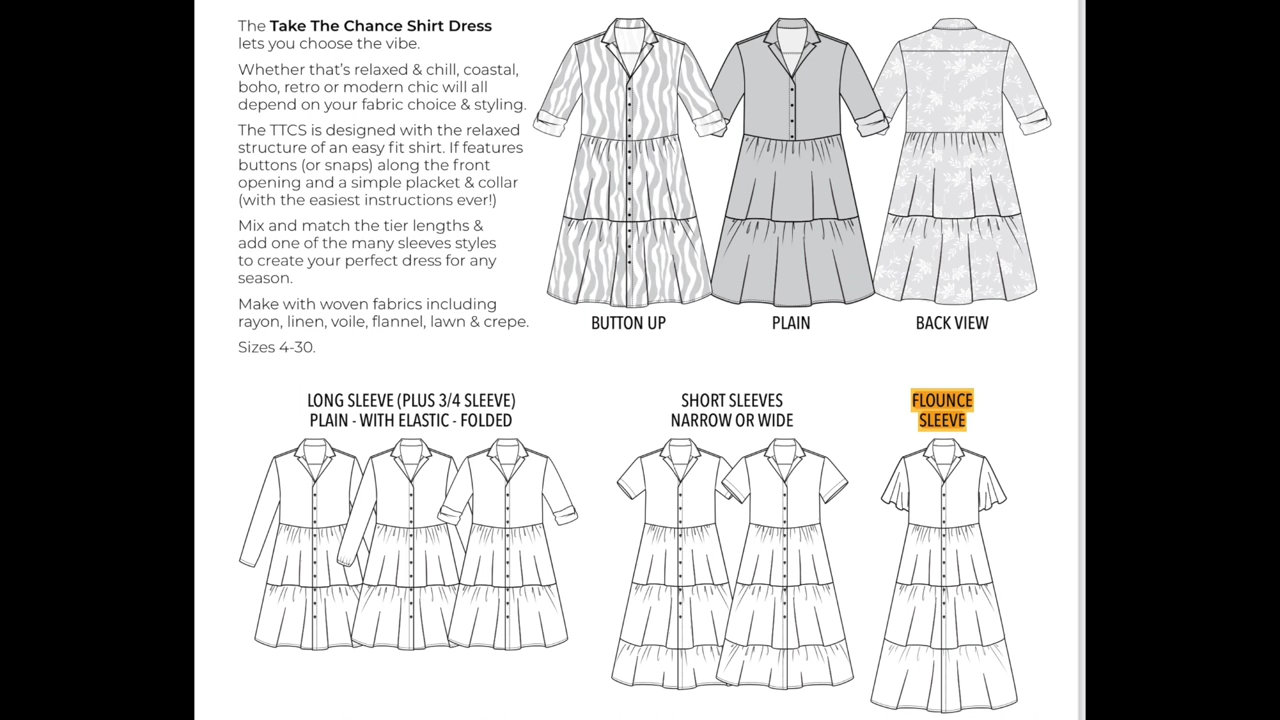 The Take The Chance Shirt Dress
lets you choose the vibe.
Whether that's relaxed & chill, coastal,
boho, retro or modern chic will all
depend on your fabric choice & styling.
The TTCS is designed with the relaxed
structure of an easy fit shirt. If features
buttons (or snaps) along the front
opening and a simple placket & collar
(with the easiest instructions ever!)
Mix and match the tier lengths &
add one of the many sleeves styles
to create your perfect dress for any
season.
Make with woven fabrics including
rayon, linen, voile, flannel, lawn & crepe.
Sizes 4-30.
BUTTON UP
PLAIN
BACK VIEW
LONG SLEEVE (PLUS 3/4 SLEEVE)
PLAIN - WITH ELASTIC - FOLDED
SHORT SLEEVES
NARROW OR WIDE
FLOUNCE
SLEEVE